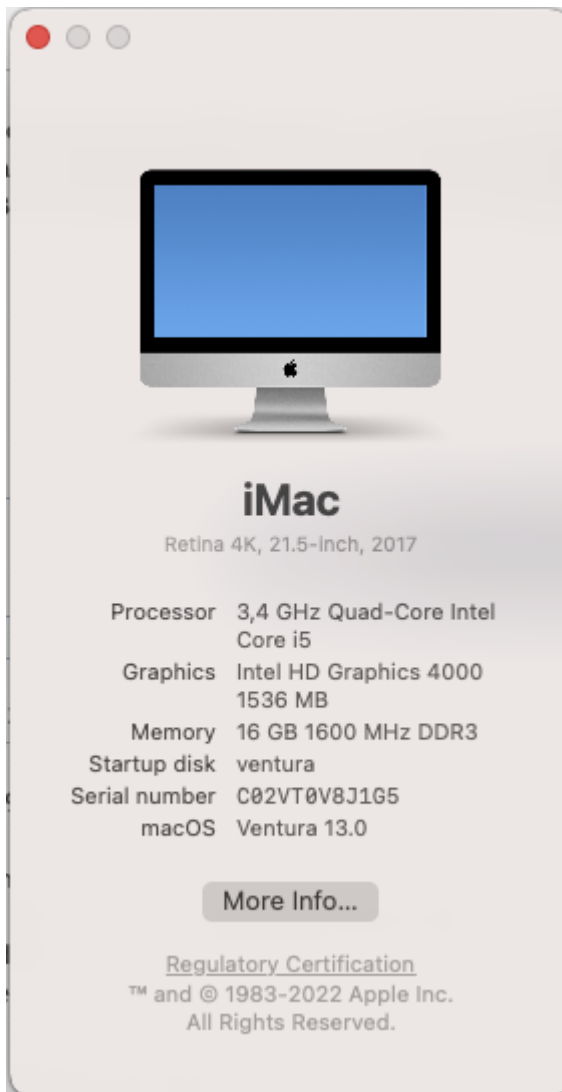 iMac
Retina 4K, 21.5-inch, 2017
Processor 3,4 GHz Quad-Core Intel
Core i5
Graphics Intel HD Graphics 4000
1536 MB
Memory 16 GB 1600 MHz DDR3
Startup disk ventura
Serial number C02VT0V8J1G5
macOS Ventura 13.0
More Info...
Regulatory Certification
™ and © 1983-2022 Apple Inc.
All Rights Reserved.